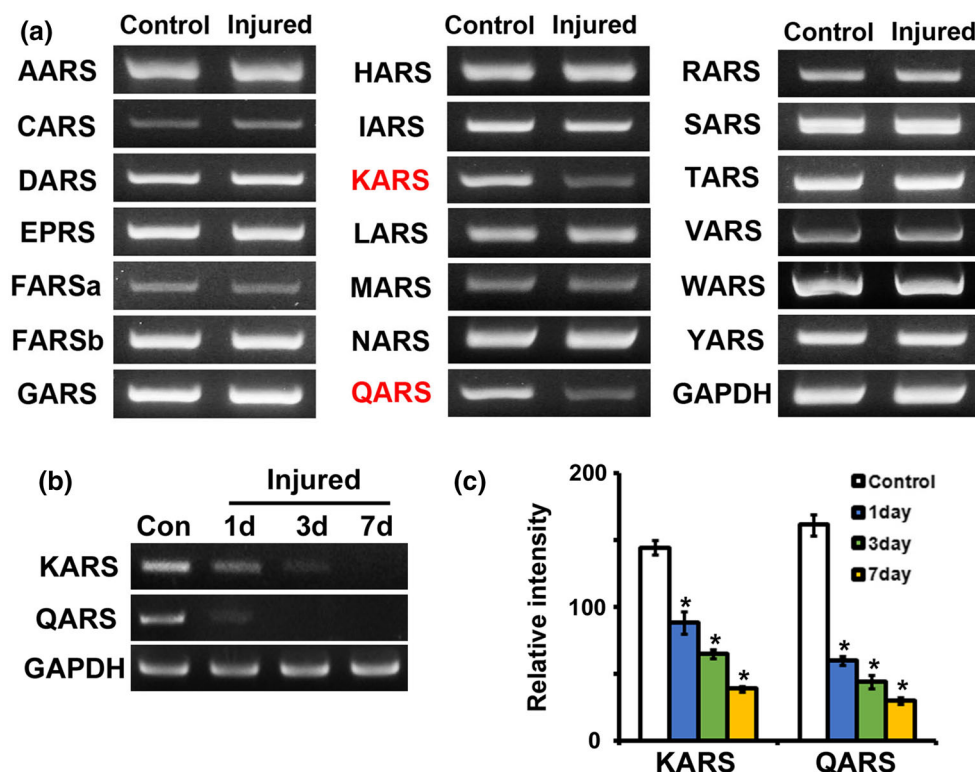 (a)
Control Injured
AARS
CARS
DARS
EPRS
FARSa
FARSb
GARS
Control Injured
HARS
IARS
KARS
LARS
MARS
NARS
QARS
Control Injured
RARS
SARS
TARS
VARS
WARS
YARS
GAPDH
(b)
Injured
Con 1d 3d 7d
KARS
QARS
GAPDH
(c)
Relative intensity
200
100
0
Control
1day
3day
7day
* * *
* * *
KARS QARS